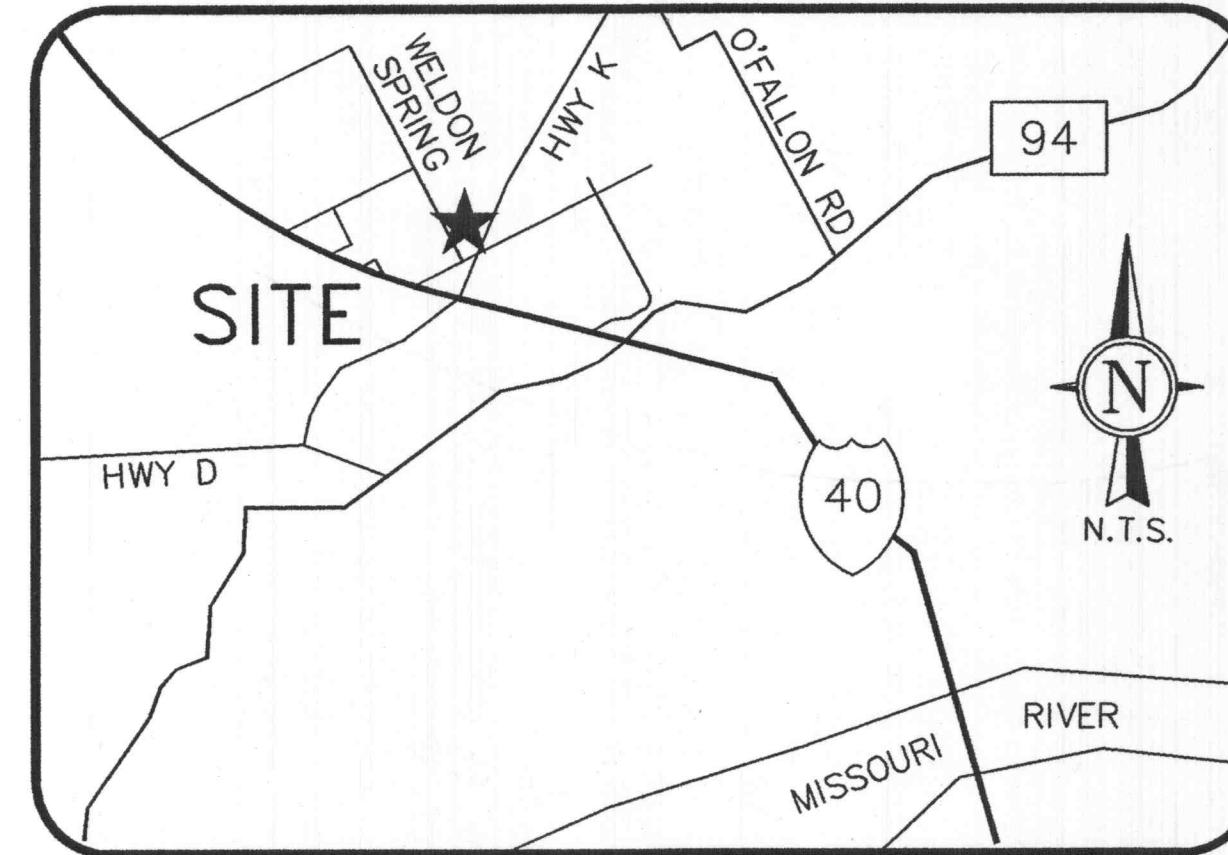 WELDON
SPRING
HWY K
O'FALLON RD
94
SITE
N
HWY D
40
N.T.S.
RIVER
MISSOURI